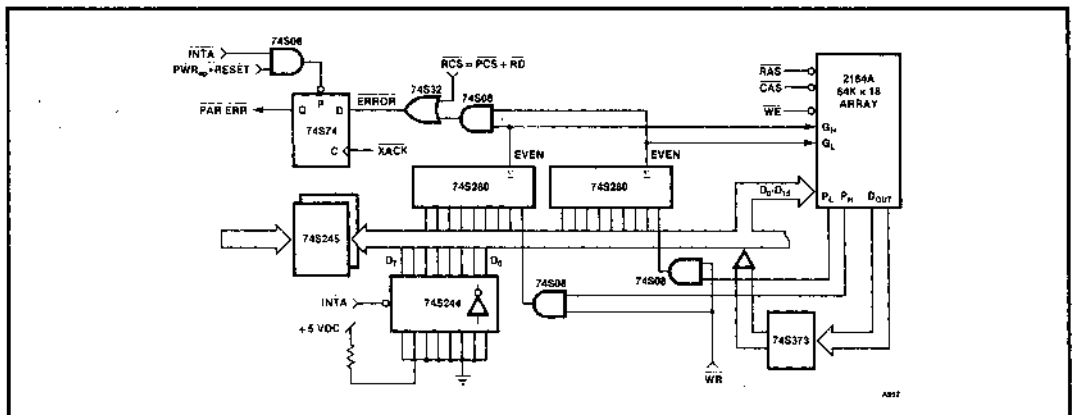 74S08
INTA
PWR up + RESET
RCS = PCS + RD
74S32
74S08
ERROR
PAR ERR
Q
P
D
74S74
C
XACK
RAS
CAS
WE
2164A
64K × 18
ARRAY
GH
GL
EVEN
EVEN
Σ
Σ
74S280
74S280
D0-D15
PL
PH
DOUT
74S245
D7
D0
74S08
74S08
INTA
74S244
+5 VDC
74S373
WR